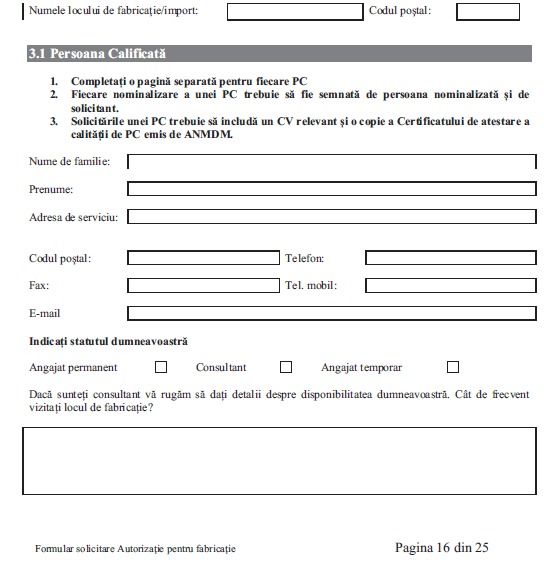 Numele locului de fabricație/import: Codul poștal:
3.1 Persoana Calificată
1. Completați o pagină separată pentru fiecare PC
2. Fiecare nominalizare a unei PC trebuie să fie semnată de persoana nominalizată și de
solicitant.
3. Solicitările unei PC trebuie să includă un CV relevant și o copie a Certificatului de atestare a
calității de PC emis de ANMDM.
Nume de familie:
Prenume:
Adresa de serviciu:
Codul poștal: Telefon:
Fax: Tel. mobil:
E-mail
Indicați statutul dumneavoastră
Angajat permanent Consultant Angajat temporar
Dacă sunteți consultant vă rugăm să dați detalii despre disponibilitatea dumneavoastră. Cât de frecvent
vizitați locul de fabricație?
Formular solicitare Autorizație pentru fabricație Pagina 16 din 25